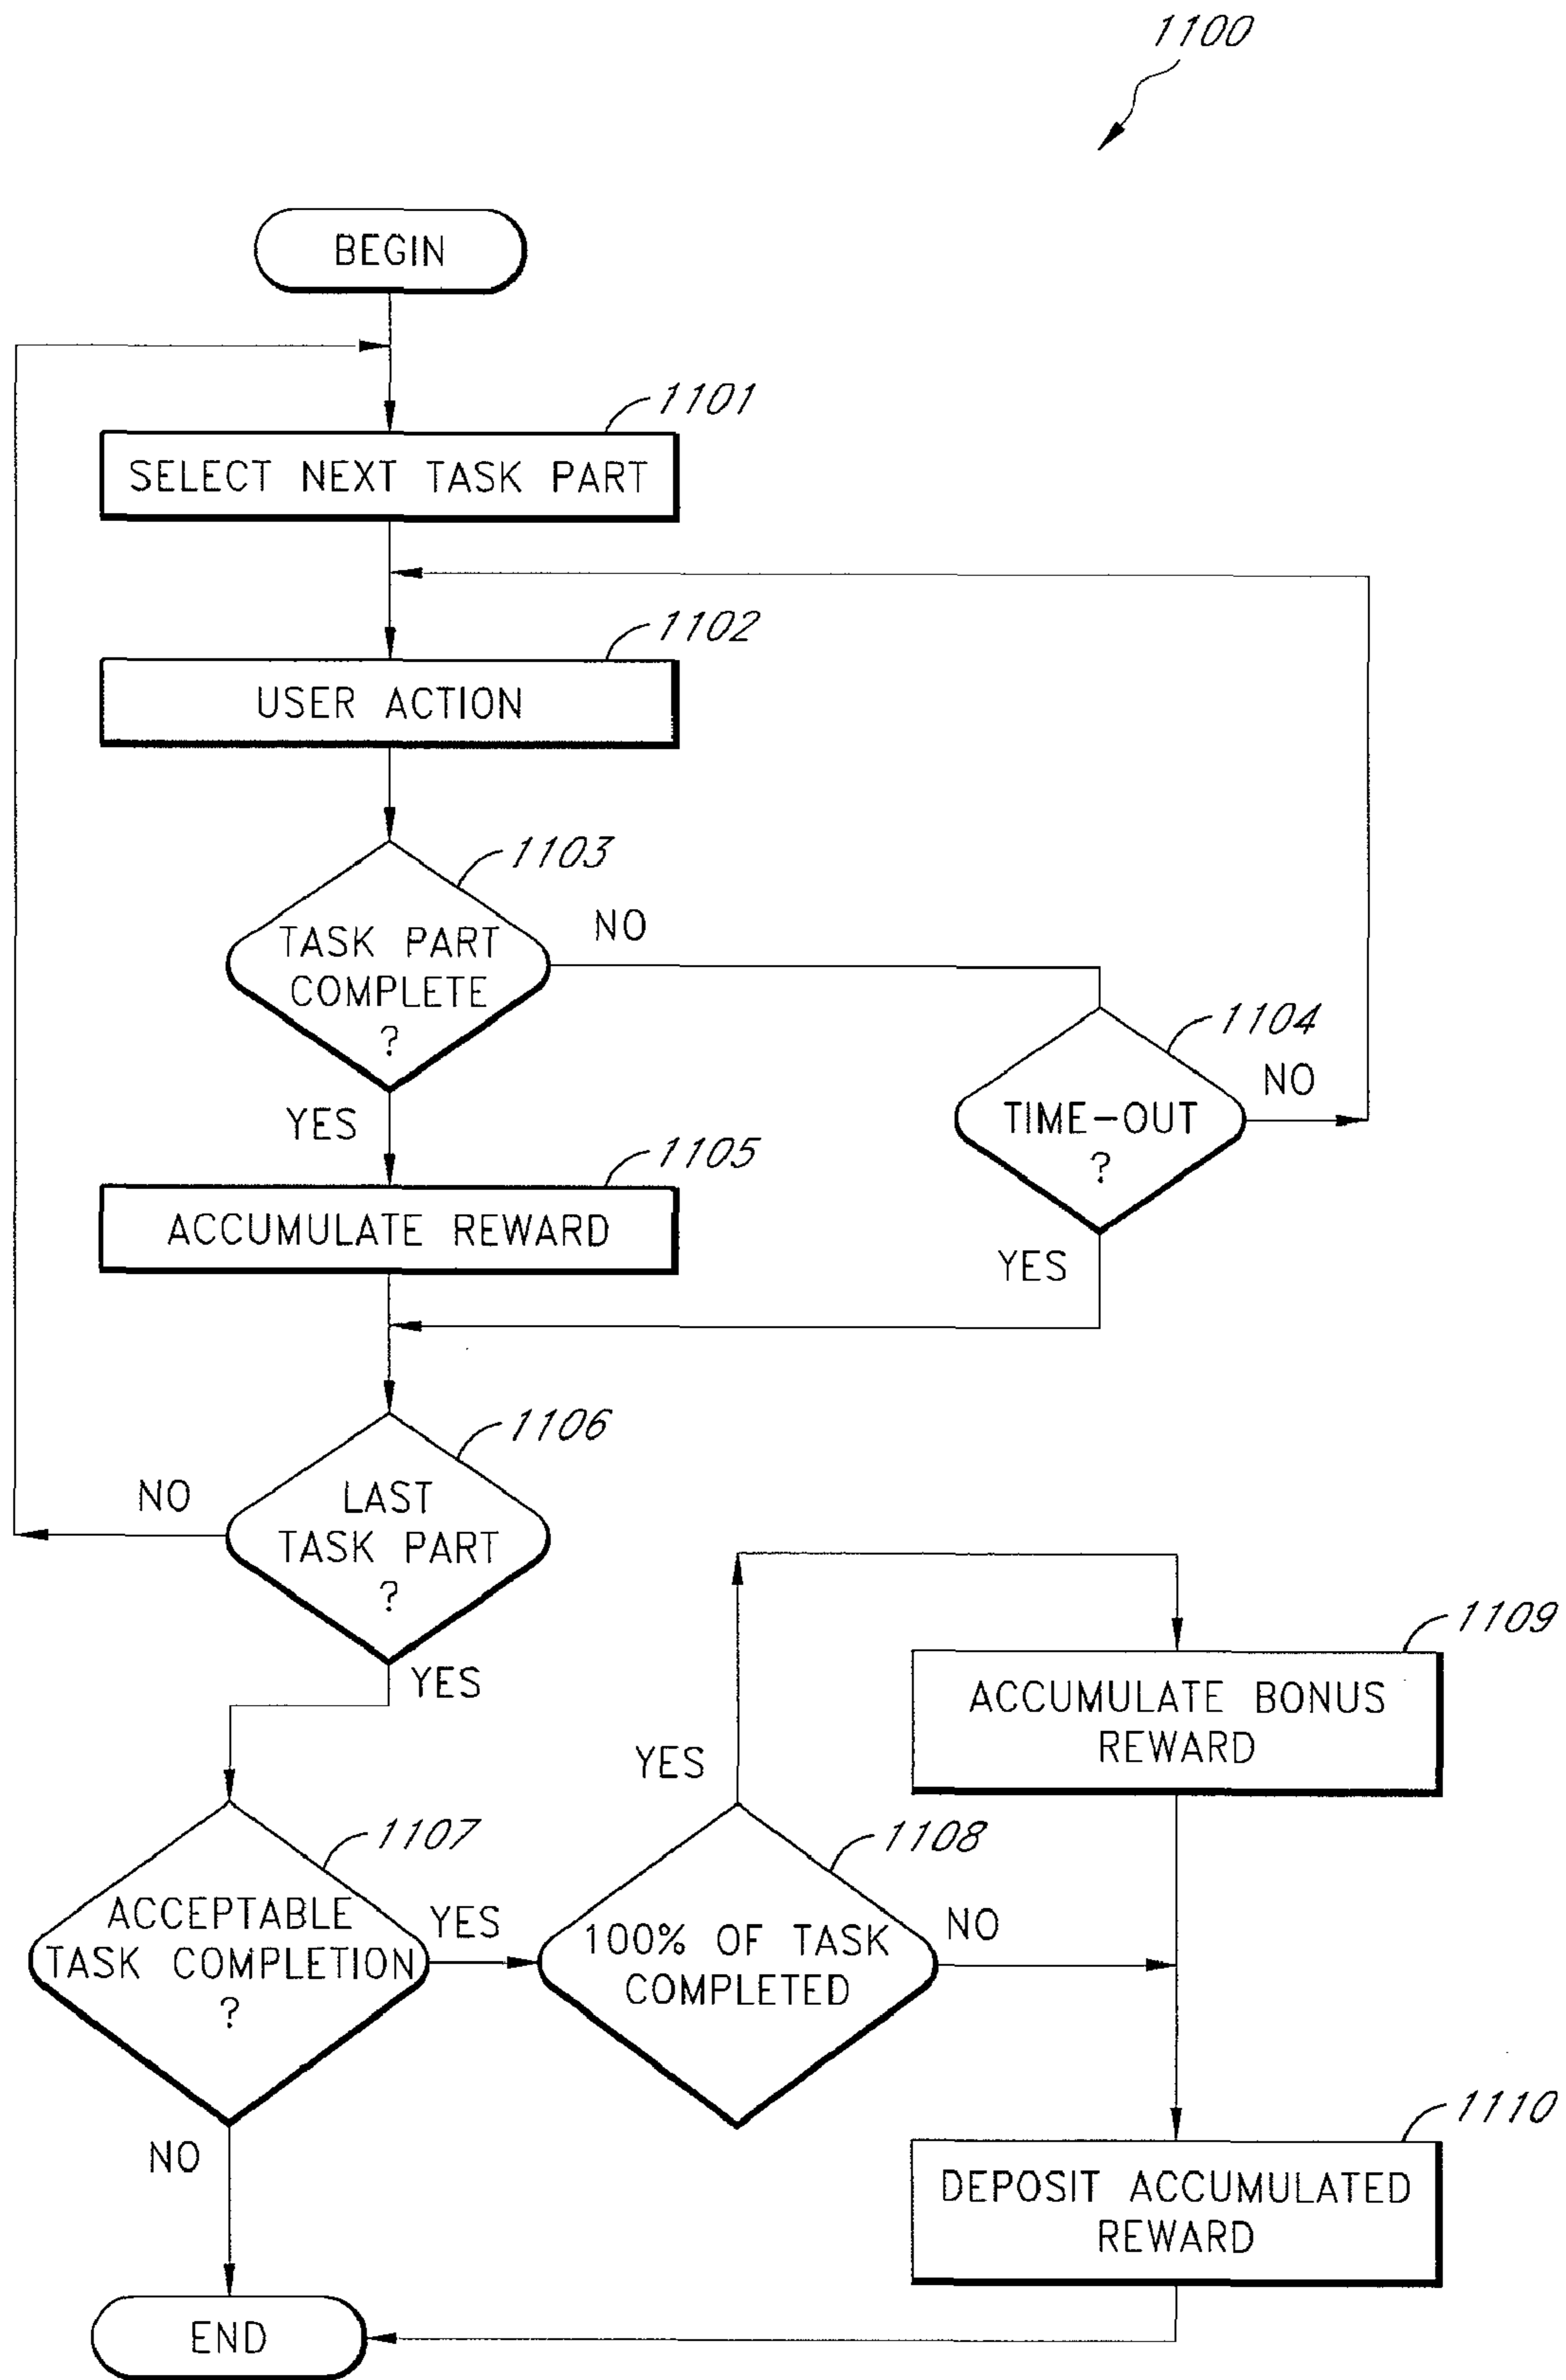 1100
BEGIN
1101
SELECT NEXT TASK PART
1102
USER ACTION
1103
TASK PART
COMPLETE
?
NO
1104
TIME-OUT
?
NO
YES
YES
1105
ACCUMULATE REWARD
1106
LAST
TASK PART
?
NO
YES
1107
ACCEPTABLE
TASK COMPLETION
?
YES
NO
1108
100% OF TASK
COMPLETED
YES
NO
1109
ACCUMULATE BONUS
REWARD
1110
DEPOSIT ACCUMULATED
REWARD
END